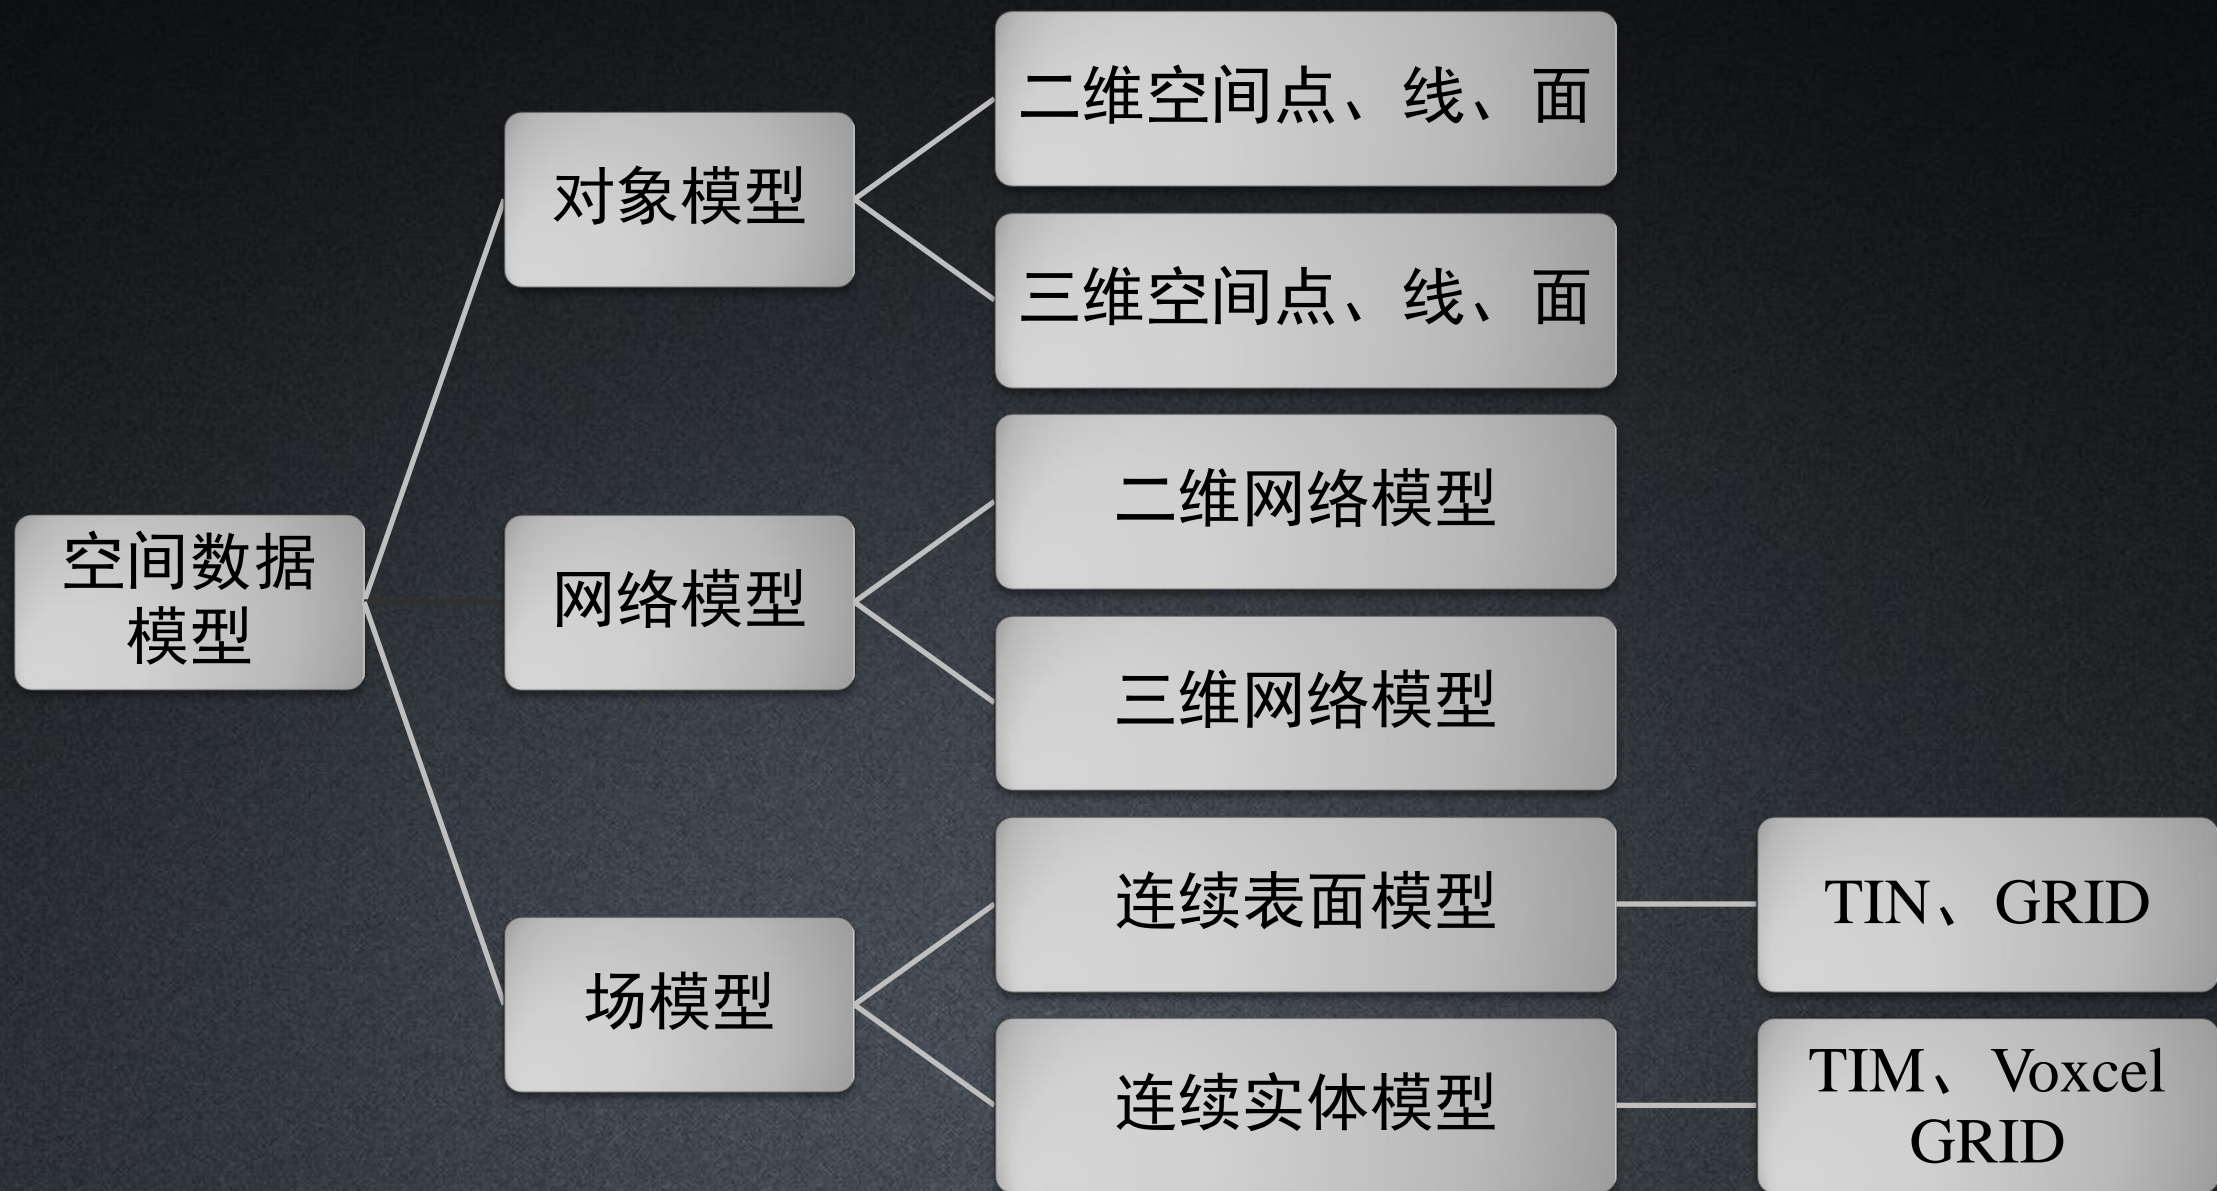 空间数据
模型
对象模型
二维空间点、线、面
三维空间点、线、面
网络模型
二维网络模型
三维网络模型
场模型
连续表面模型
TIN、GRID
连续实体模型
TIM、Voxcel
GRID